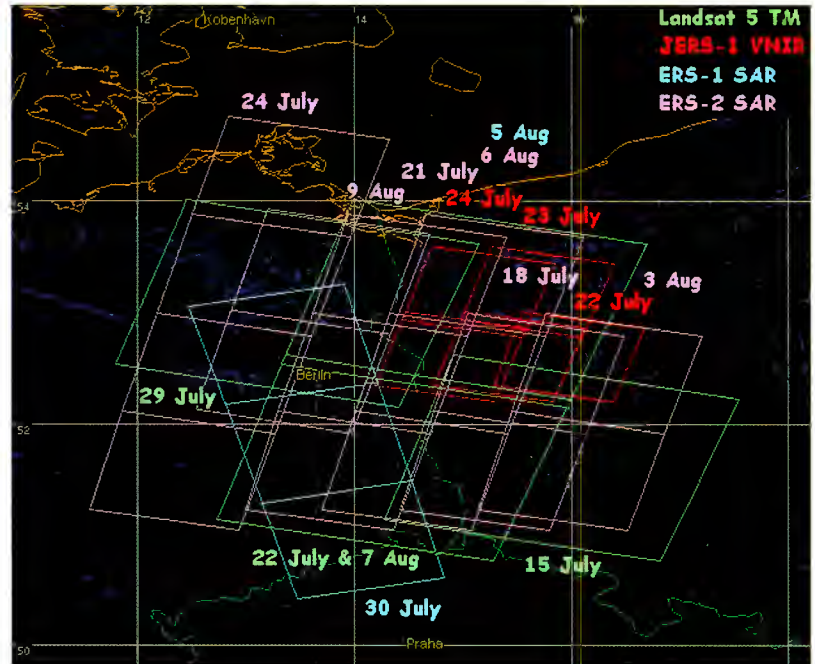 12
Kobenhavn
14
16
Landsat 5 TM
JERS-1 VNIR
ERS-1 SAR
ERS-2 SAR
24 July
5 Aug
6 Aug
21 July
9 Aug
24 July
54
23 July
18 July
3 Aug
22 July
Berlin
29 July
52
22 July & 7 Aug
15 July
30 July
50
Praha